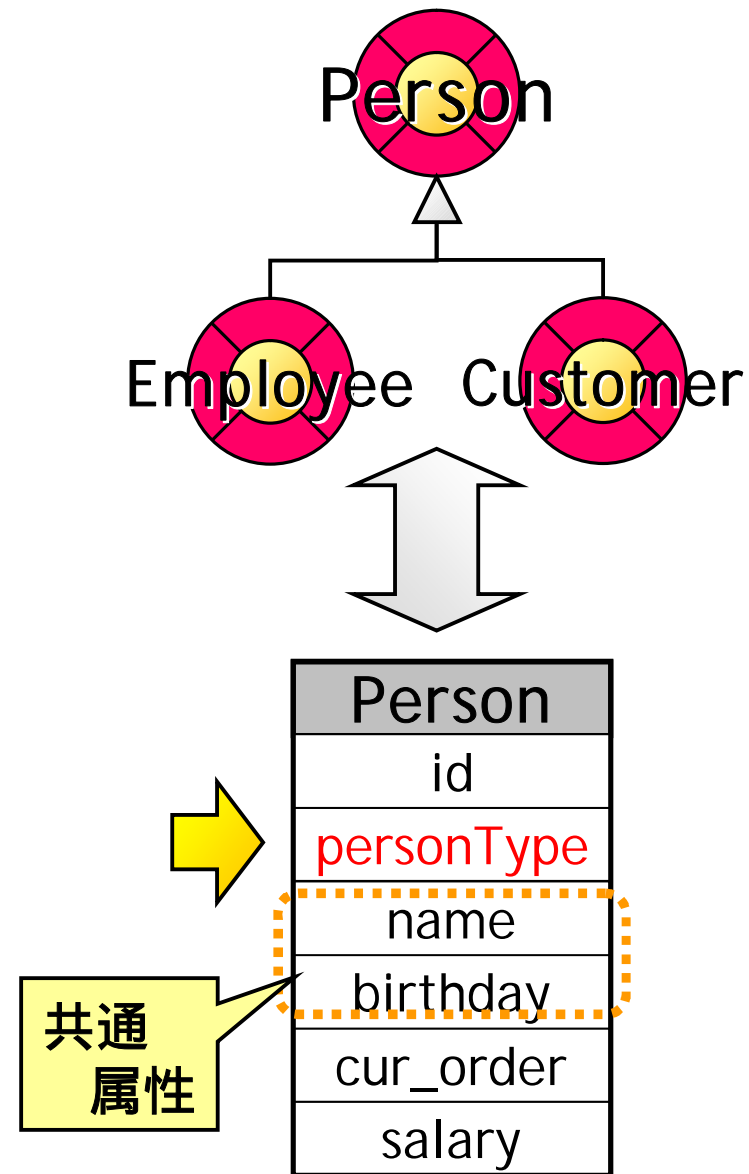 Person
Employee Customer
Person
id
personType
name
birthday
共通
属性
cur_order
salary